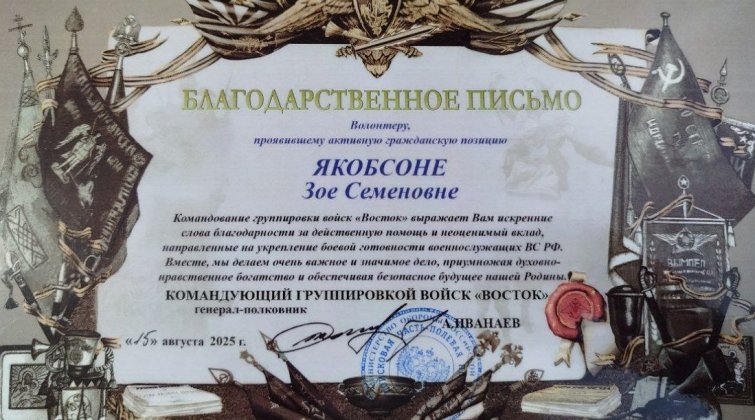 БЛАГОДАРСТВЕННОЕ ПИСЬМО
Волонтеру,
проявившему активную гражданскую позицию
ЯКОБСОНЕ
Зое Семеновне
Командование группировки войск «Восток» выражает Вам искренние
слова благодарности за действенную помощь и неоценимый вклад,
направленные на укрепление боевой готовности военнослужащих ВС РФ.
Вместе, мы делаем очень важное и значимое дело, приумножая духовно-
нравственное богатство и обеспечивая безопасное будущее нашей Родины.
КОМАНДУЮЩИЙ ГРУППИРОВКОЙ ВОЙСК «ВОСТОК»
генерал-полковник
А.ИВАНАЕВ
«15» августа 2025 г.
ВЫМПЕЛ